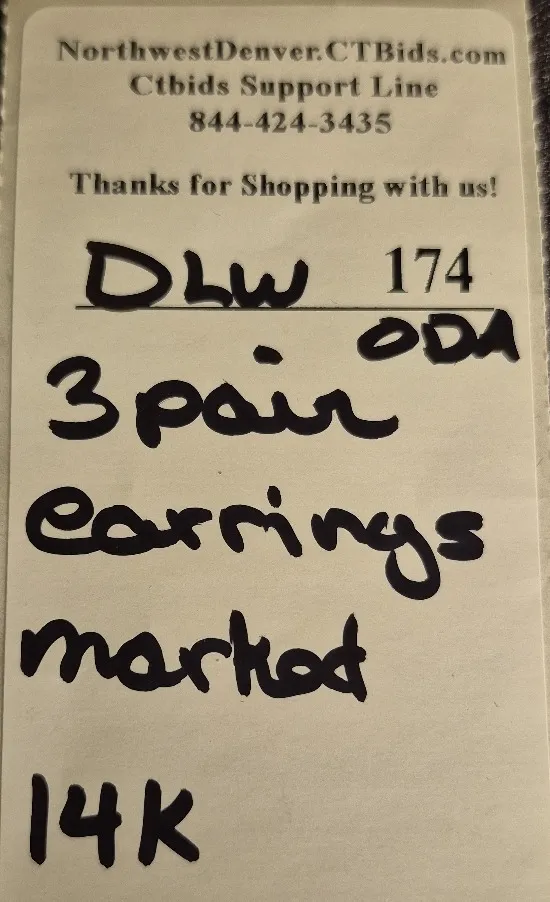 NorthwestDenver.CTBids.com
Ctbids Support Line
844-424-3435
Thanks for Shopping with us!
DLW 174
ODA
3 pair
earrings
marked
14K